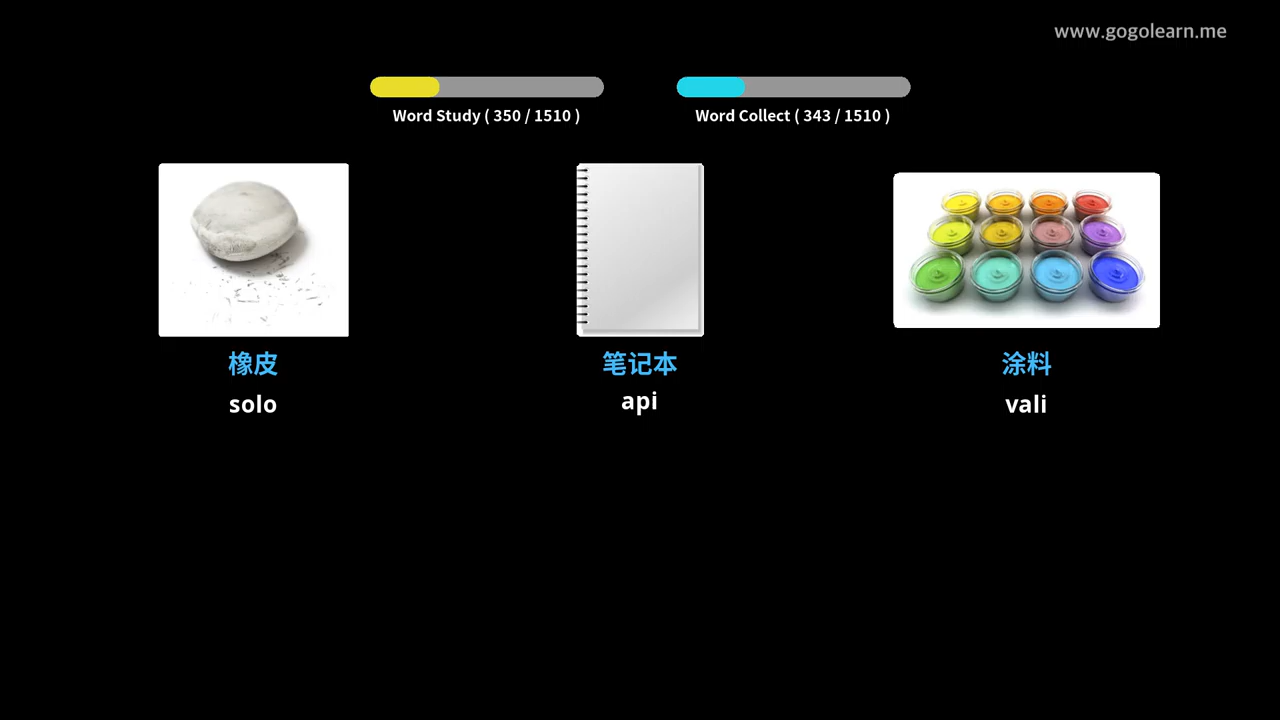 www.gogolearn.me
Word Study ( 350 / 1510 )
Word Collect ( 343 / 1510 )
橡皮
笔记本
涂料
solo
api
vali